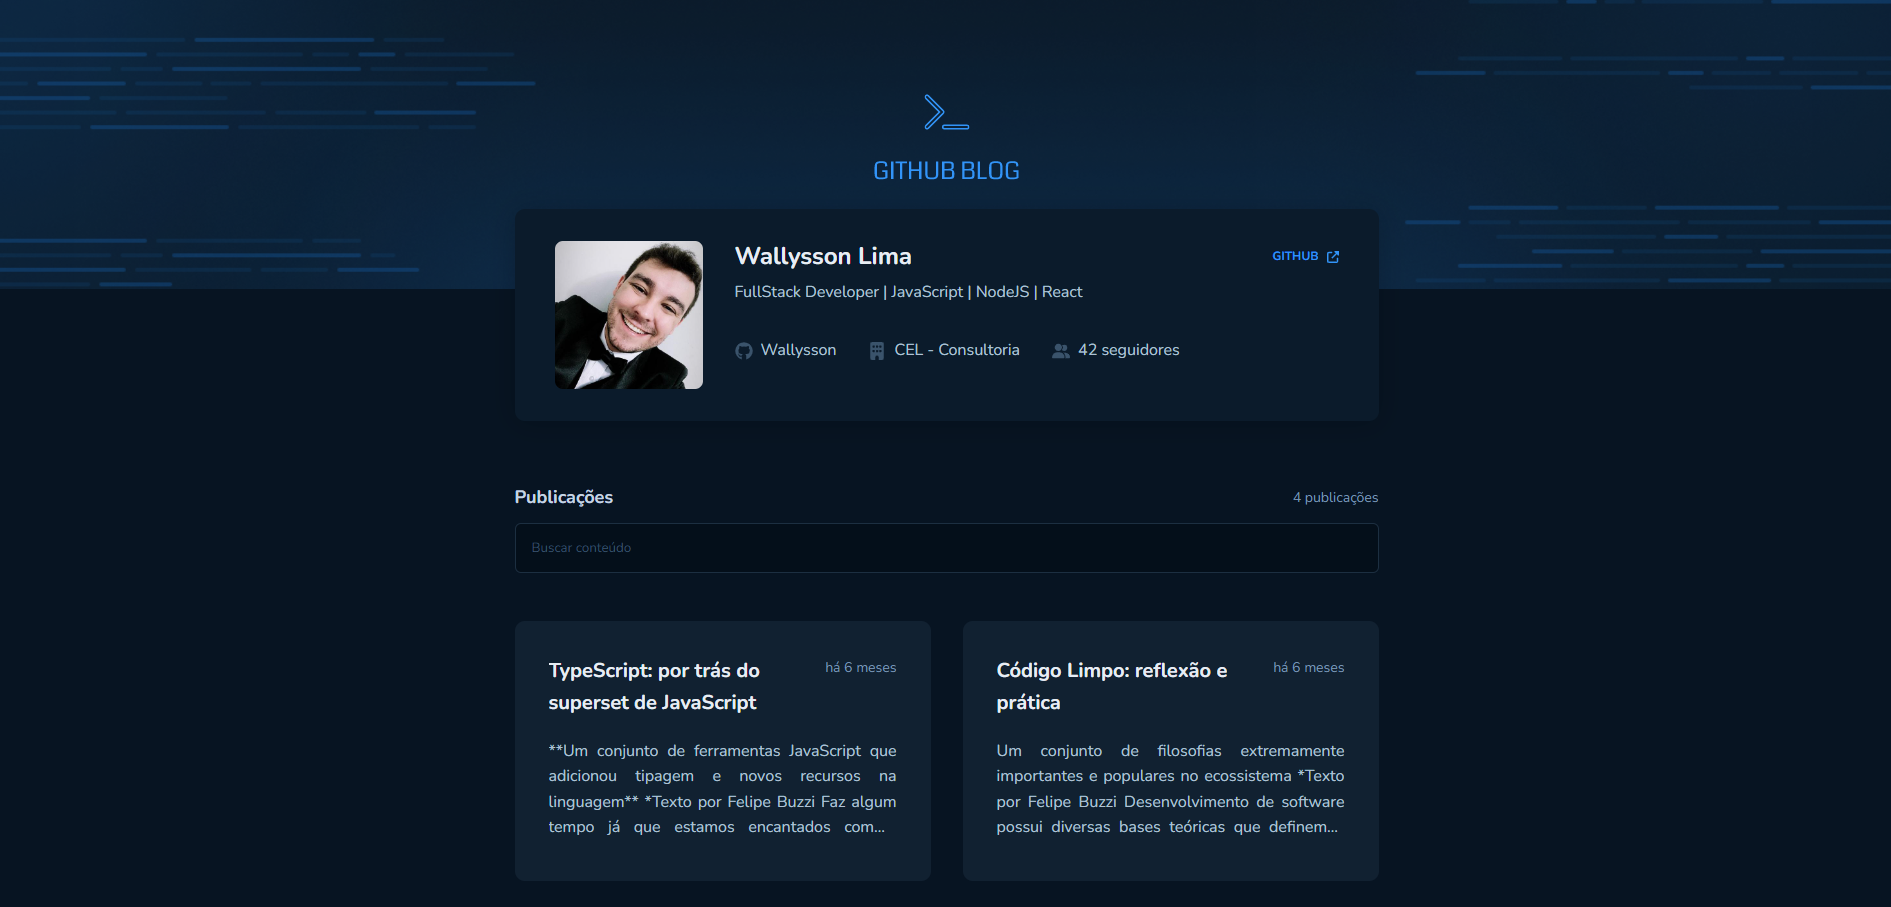 GITHUB BLOG
Wallysson Lima
GITHUB
FullStack Developer | JavaScript | NodeJS | React
Wallysson
CEL - Consultoria
42 seguidores
Publicações
4 publicações
Buscar conteúdo
TypeScript: por trás do
superset de JavaScript
há 6 meses
**Um conjunto de ferramentas JavaScript que
adicionou tipagem e novos recursos na
linguagem** *Texto por Felipe Buzzi Faz algum
tempo já que estamos encantados com...
Código Limpo: reflexão e
prática
há 6 meses
Um conjunto de filosofias extremamente
importantes e populares no ecossistema *Texto
por Felipe Buzzi Desenvolvimento de software
possui diversas bases teóricas que definem...